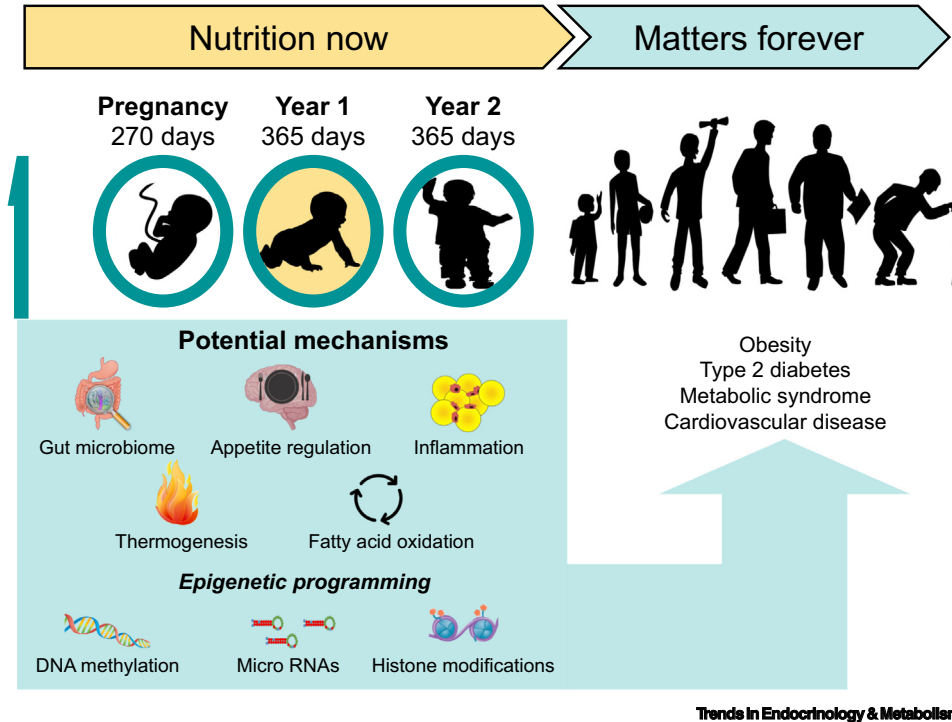 Nutrition now
Matters forever
Pregnancy
270 days
Year 1
365 days
Year 2
365 days
Potential mechanisms
Gut microbiome
Appetite regulation
Inflammation
Thermogenesis
Fatty acid oxidation
Epigenetic programming
DNA methylation
Micro RNAs
Histone modifications
Obesity
Type 2 diabetes
Metabolic syndrome
Cardiovascular disease
Trends in Endocrinology & Metabolism